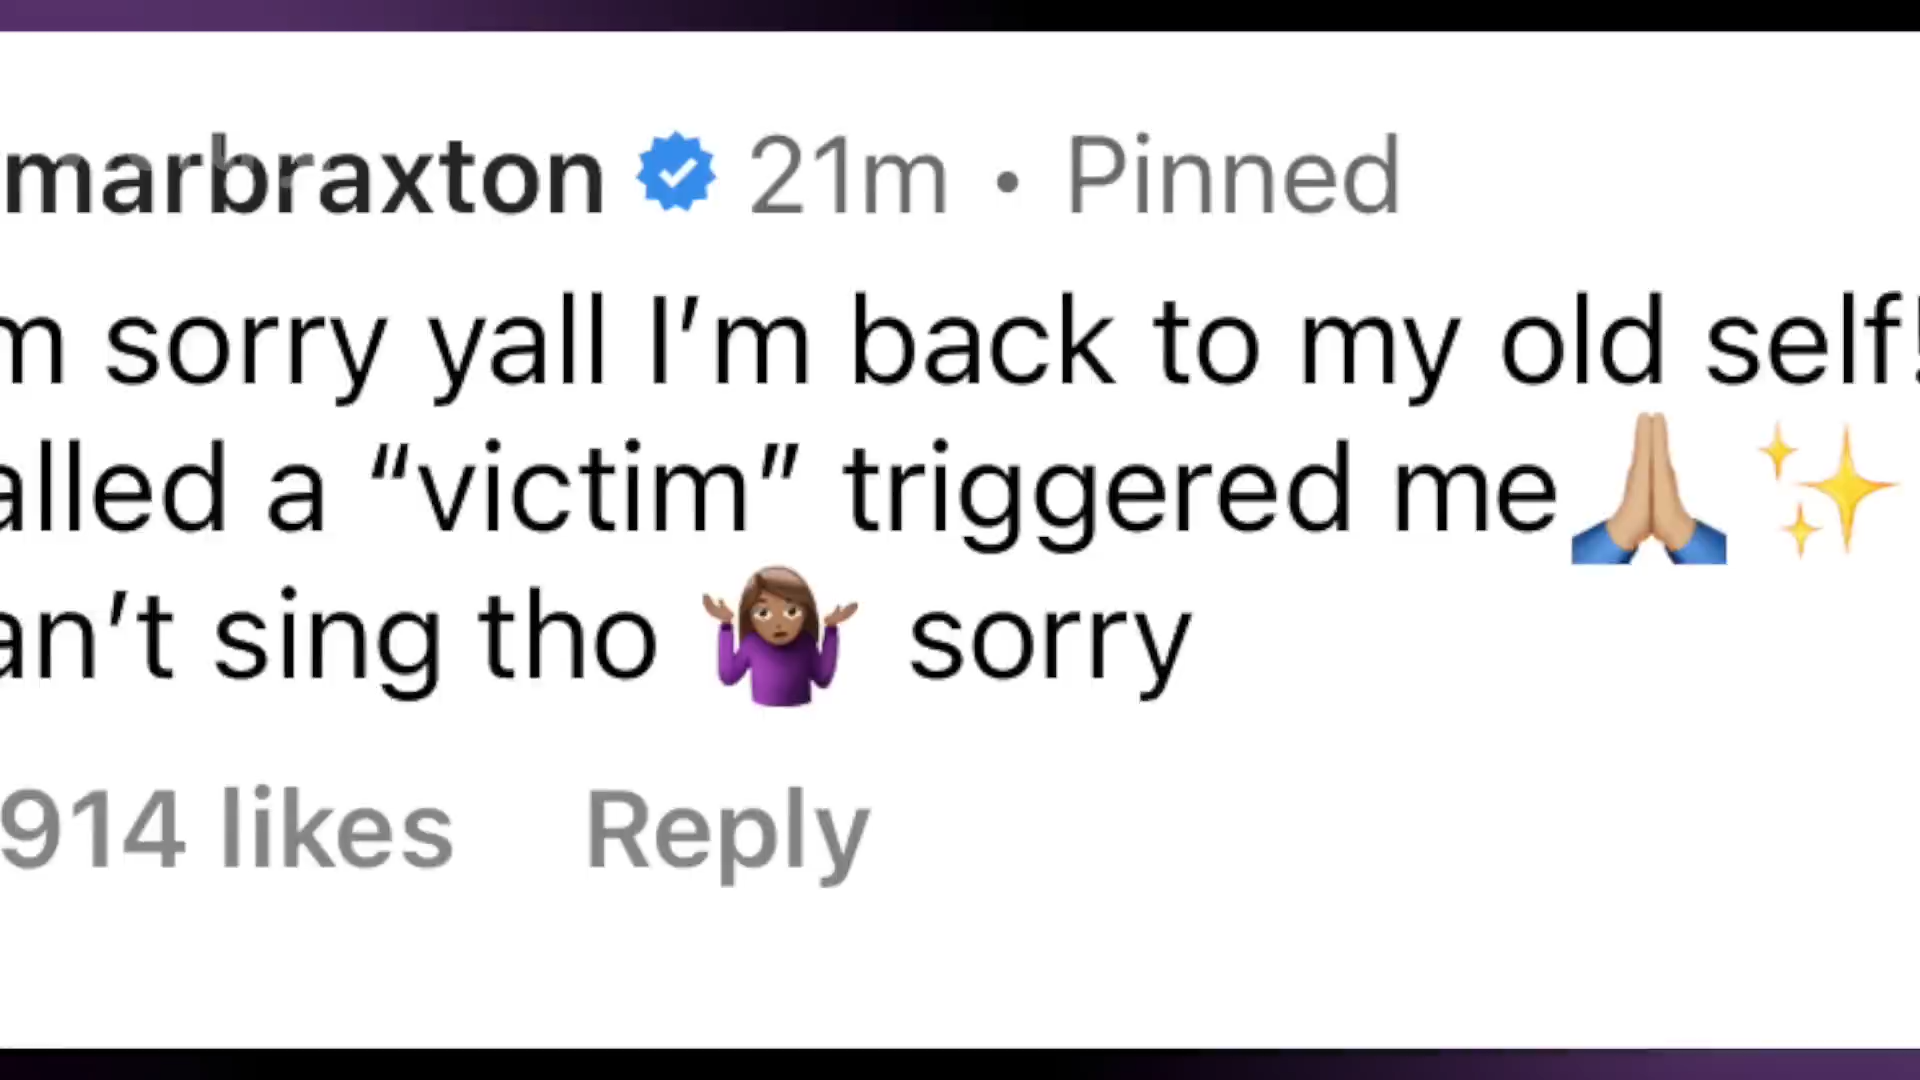 marbraxton 21m • Pinned
m sorry yall I’m back to my old self!
alled a “victim” triggered me🙏🏼 ✨
an’t sing tho 🤷🏽‍♀️ sorry
914 likes Reply